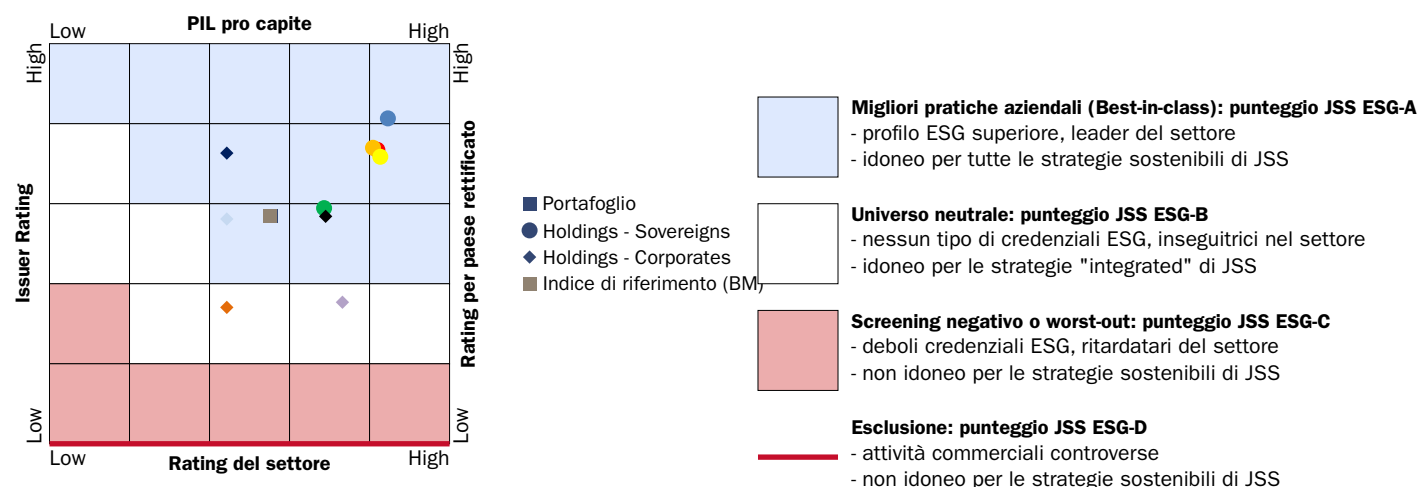 PIL pro capite
Low
High
High
High
Issuer Rating
Rating per paese rettificato
Low
Low
Low
High
Rating del settore
Portafoglio
Holdings - Sovereigns
Holdings - Corporates
Indice di riferimento (BM)
Migliori pratiche aziendali (Best-in-class): punteggio JSS ESG-A
- profilo ESG superiore, leader del settore
- idoneo per tutte le strategie sostenibili di JSS
Universo neutrale: punteggio JSS ESG-B
- nessun tipo di credenziali ESG, inseguitrici nel settore
- idoneo per le strategie "integrated" di JSS
Screening negativo o worst-out: punteggio JSS ESG-C
- deboli credenziali ESG, ritardatari del settore
- non idoneo per le strategie sostenibili di JSS
Esclusione: punteggio JSS ESG-D
- attività commerciali controverse
- non idoneo per le strategie sostenibili di JSS